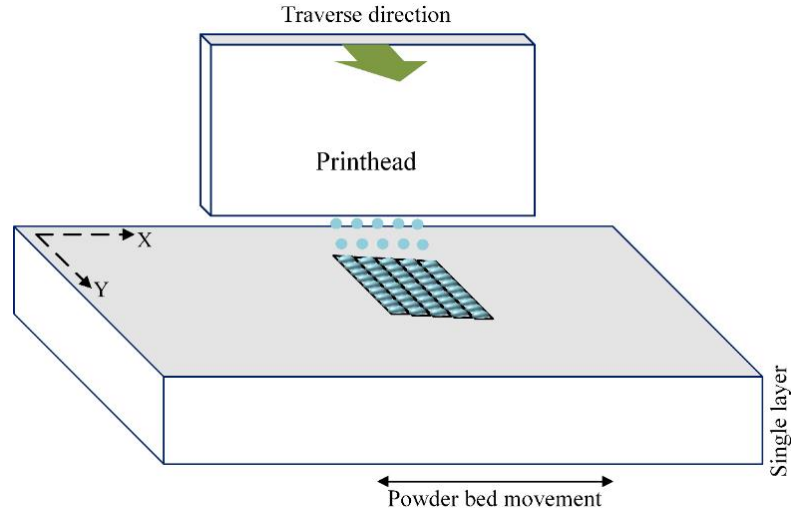 Traverse direction
Printhead
X
Y
Single layer
Powder bed movement